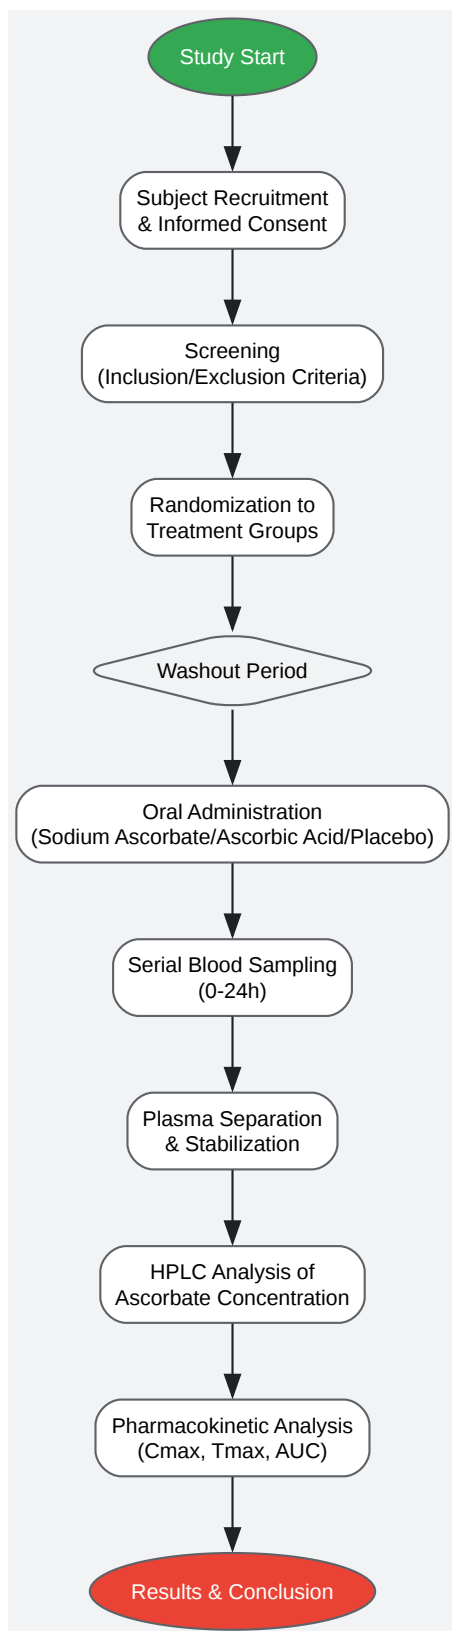 Study Start
Subject Recruitment
& Informed Consent
Screening
(Inclusion/Exclusion Criteria)
Randomization to
Treatment Groups
Washout Period
Oral Administration
(Sodium Ascorbate/Ascorbic Acid/Placebo)
Serial Blood Sampling
(0-24h)
Plasma Separation
& Stabilization
HPLC Analysis of
Ascorbate Concentration
Pharmacokinetic Analysis
(Cmax, Tmax, AUC)
Results & Conclusion